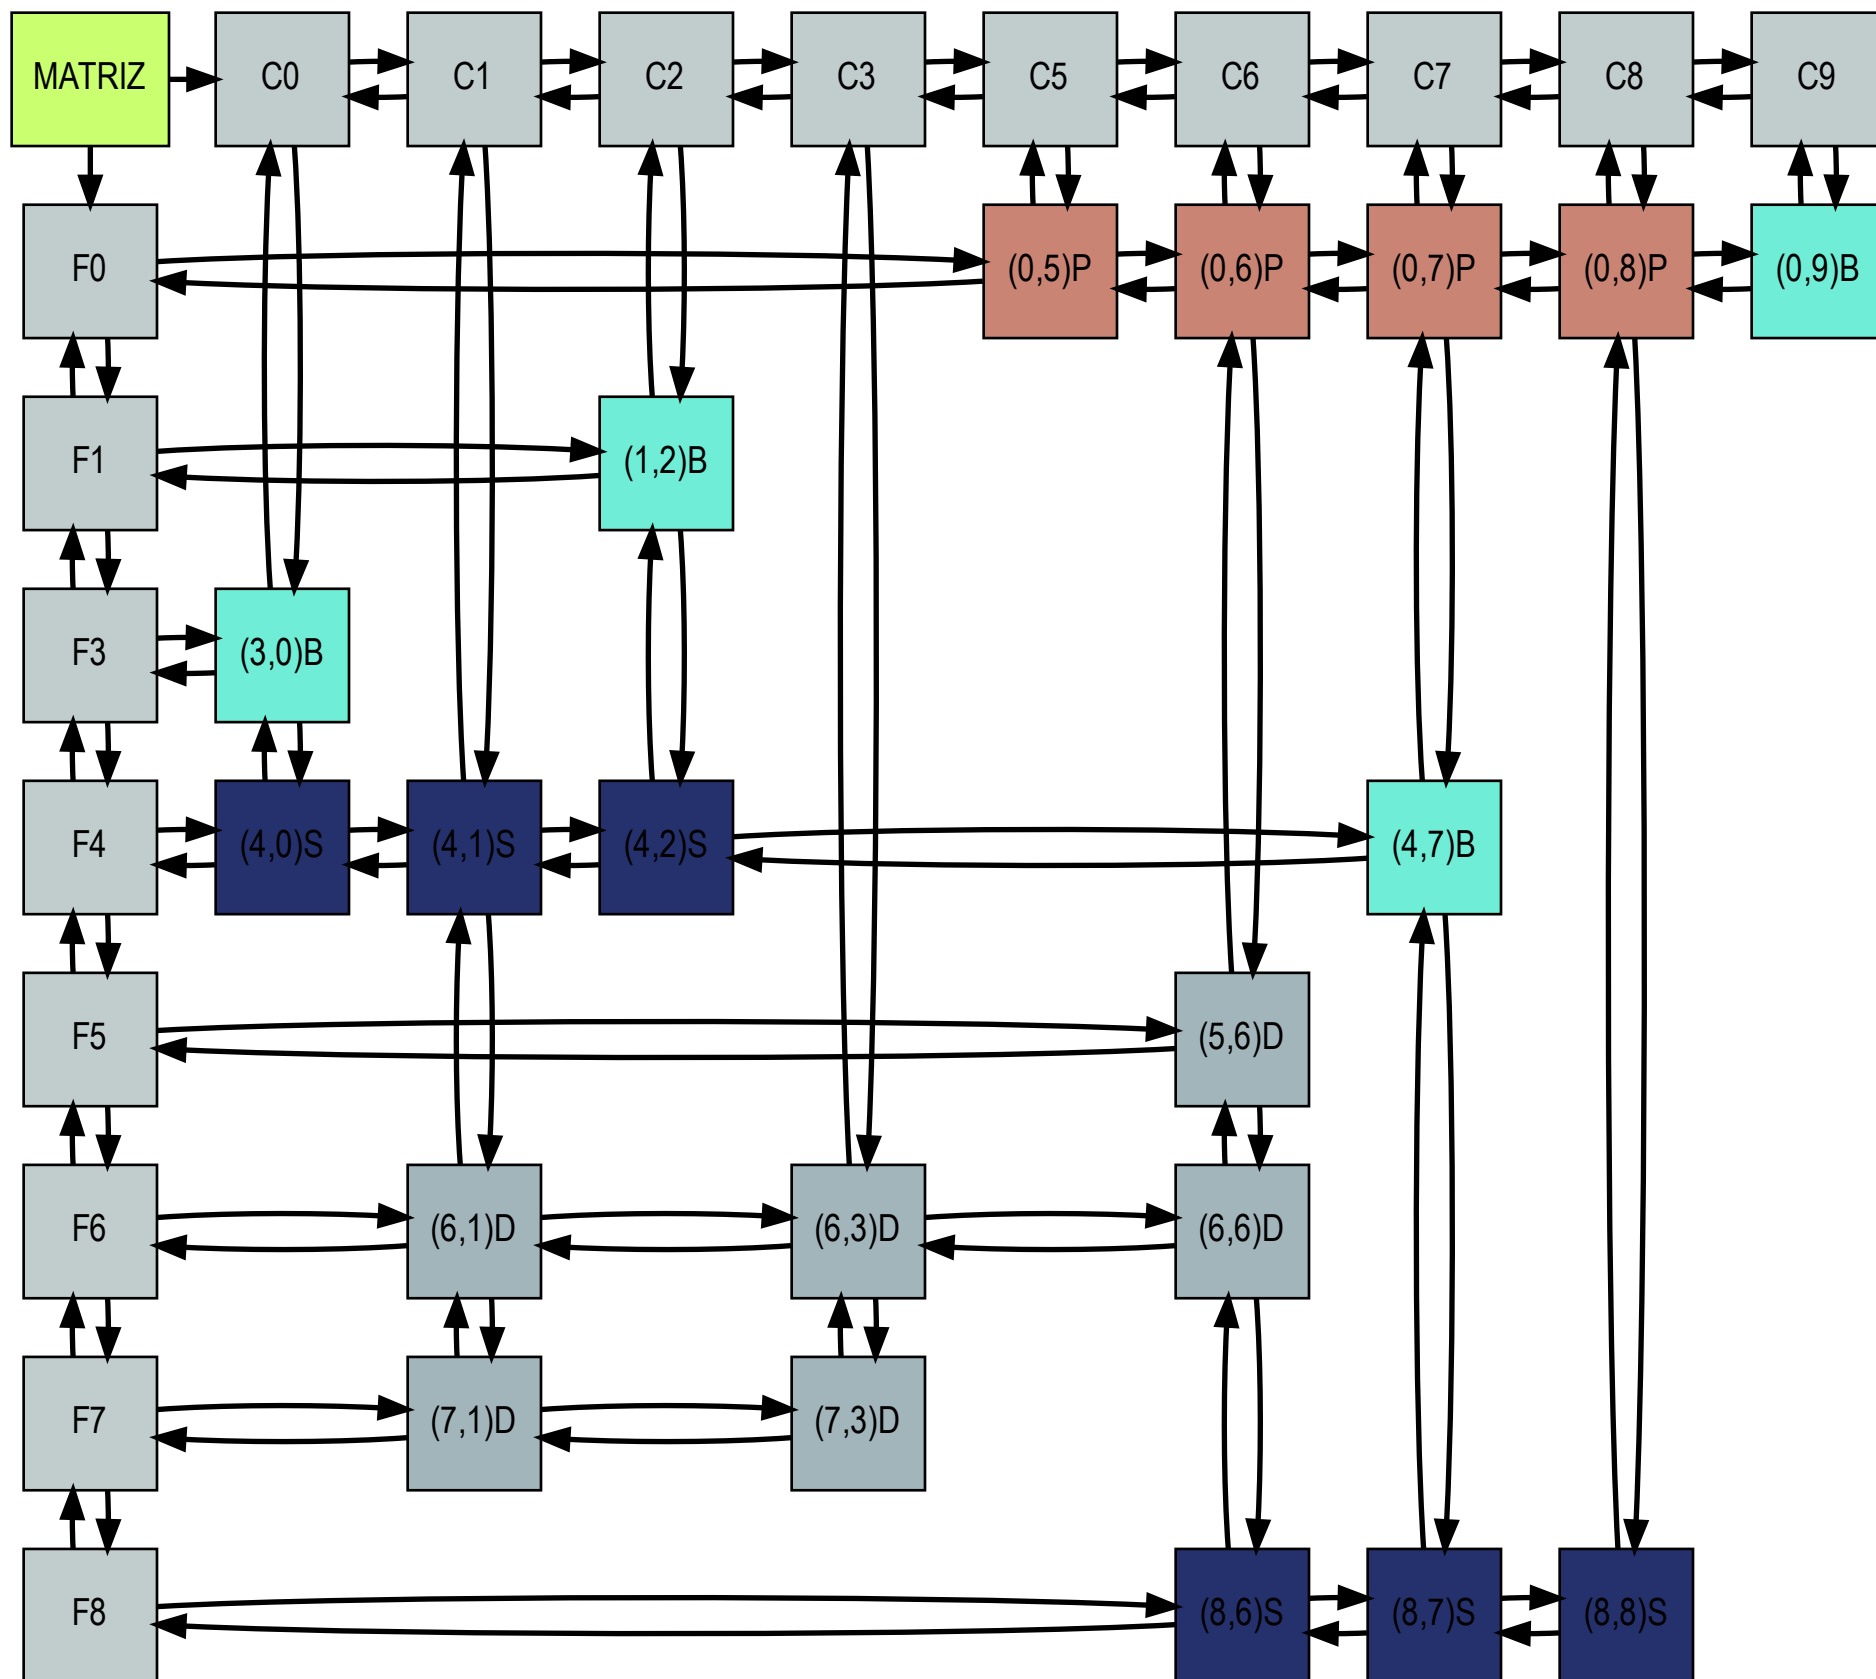 MATRIZ C0 C1 C2 C3 C5 C6 C7 C8 C9
F0 (0,5)P (0,6)P (0,7)P (0,8)P (0,9)B
F1 (1,2)B
F3 (3,0)B
F4 (4,0)S (4,1)S (4,2)S (4,7)B
F5 (5,6)D
F6 (6,1)D (6,3)D (6,6)D
F7 (7,1)D (7,3)D
F8 (8,6)S (8,7)S (8,8)S